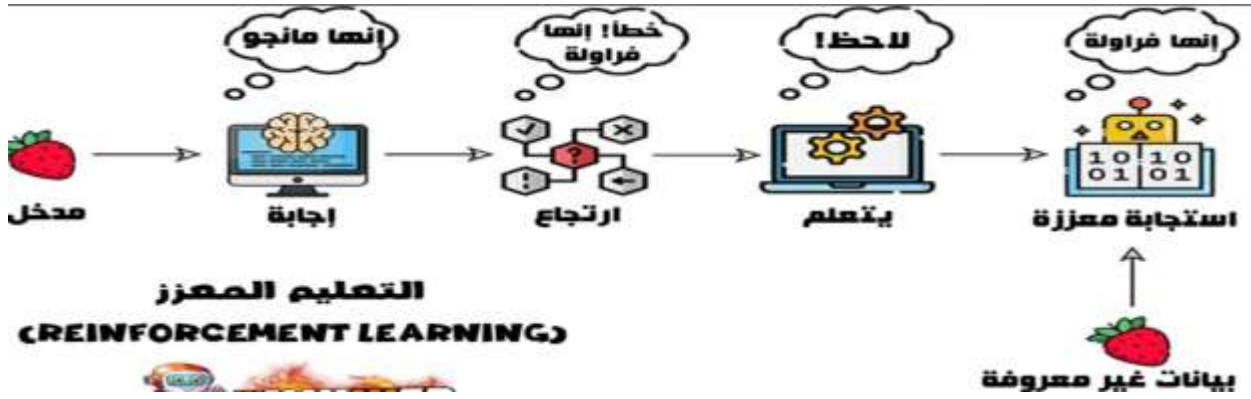 إنها مانجو
خطأ! إنها
فراولة
لاحظ!
إنها فراولة
?
10 10
01 01
مدخل
إجابة
ارتجاع
يتعلم
استجابة معززة
التعليم المعزز
(REINFORCEMENT LEARNING)
بيانات غير معروفة